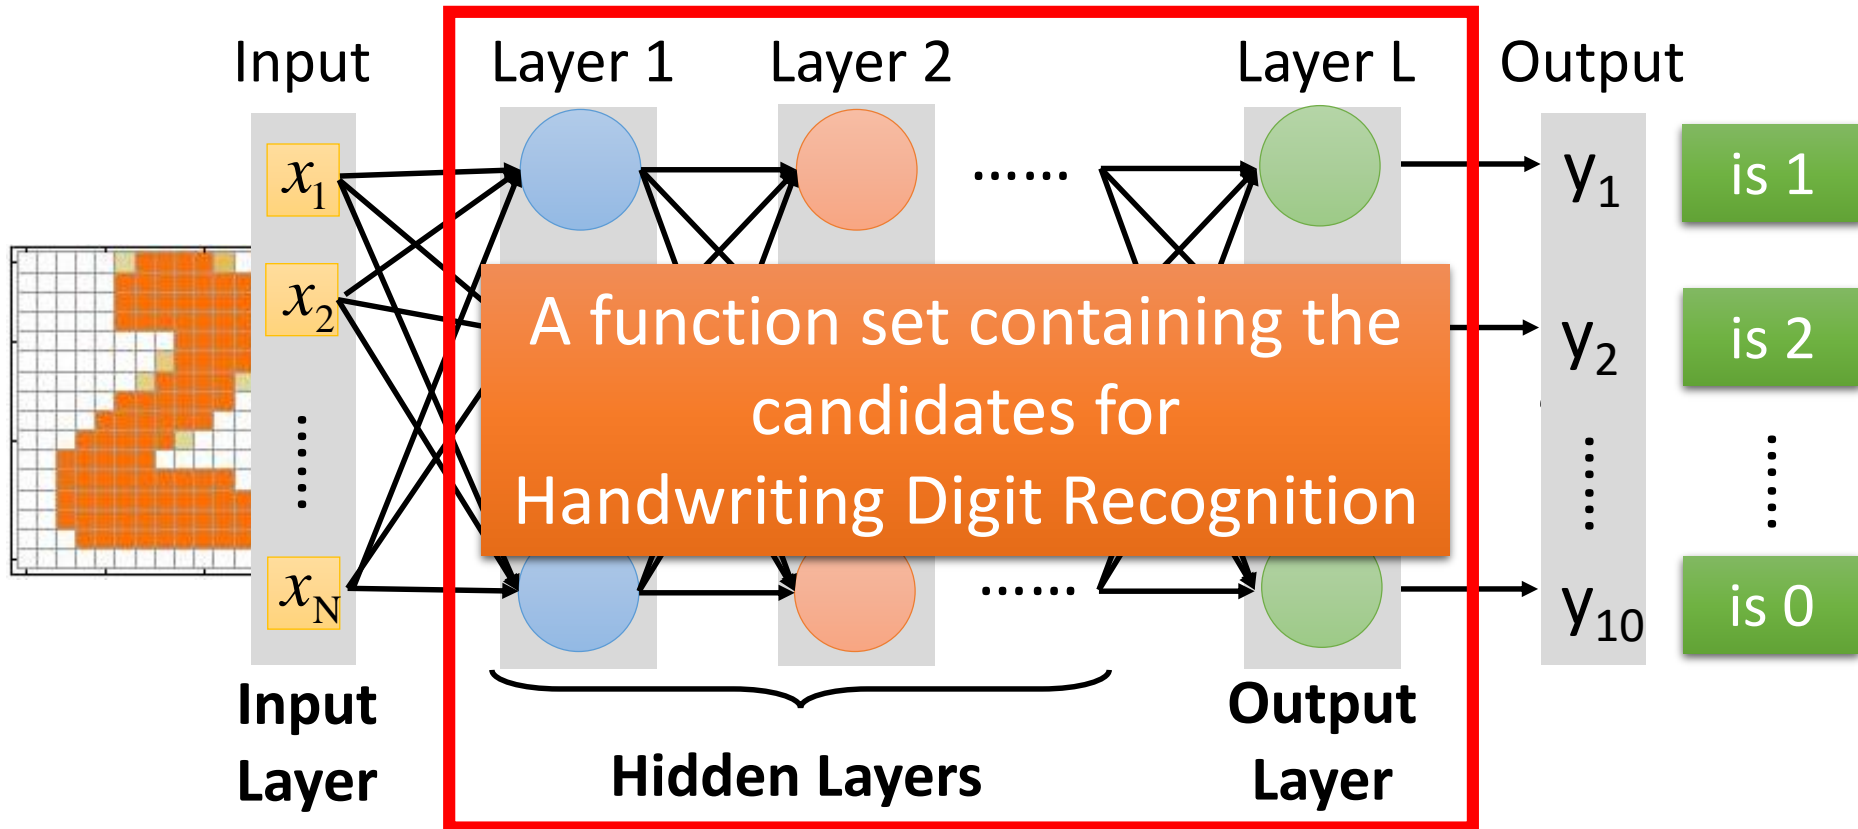 Input Layer 1 Layer 2 Layer L Output
x1 ...... y1 is 1
x2 y2 is 2
A function set containing the
candidates for
Handwriting Digit Recognition
...... ...... ......
xN ...... y10 is 0
Input
Layer
Hidden Layers
Output
Layer